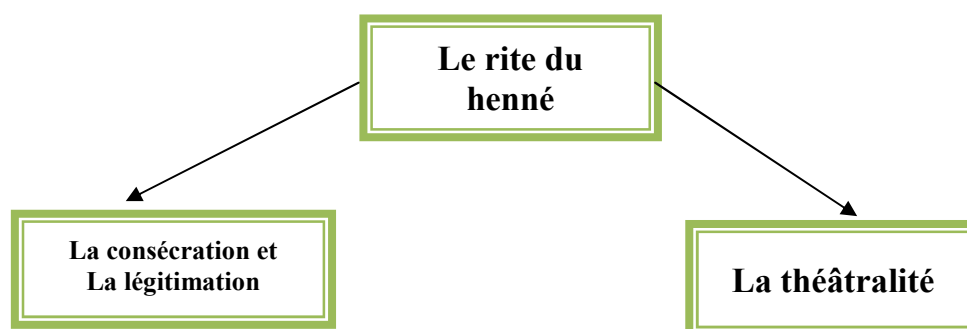 Le rite du
henné
La consécration et
La légitimation
La théâtralité